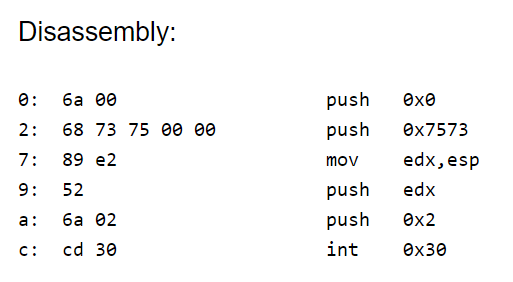 Disassembly:
0:  6a 00                   push   0x0
2:  68 73 75 00 00          push   0x7573
7:  89 e2                   mov    edx,esp
9:  52                      push   edx
a:  6a 02                   push   0x2
c:  cd 30                   int    0x30